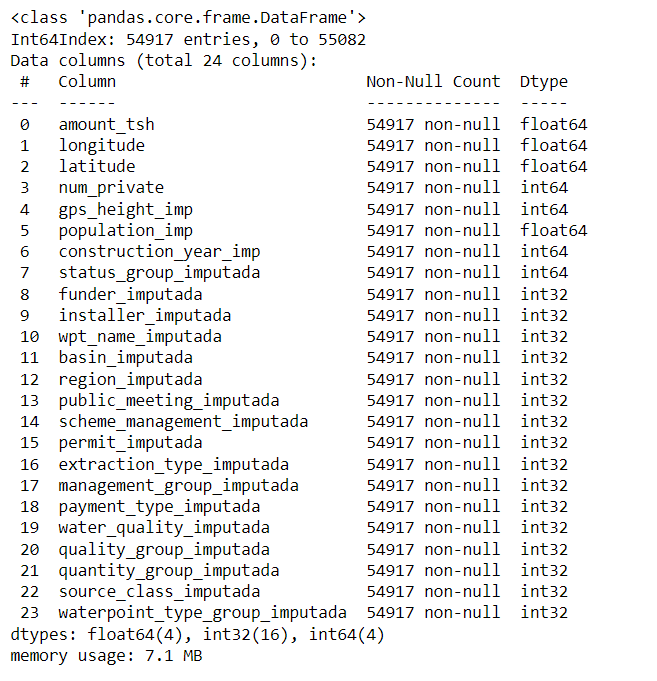 <class 'pandas.core.frame.DataFrame'>
Int64Index: 54917 entries, 0 to 55082
Data columns (total 24 columns):
 #   Column                        Non-Null Count  Dtype
---  ------                        --------------  -----
 0   amount_tsh                    54917 non-null  float64
 1   longitude                     54917 non-null  float64
 2   latitude                      54917 non-null  float64
 3   num_private                   54917 non-null  int64
 4   gps_height_imp                54917 non-null  int64
 5   population_imp                54917 non-null  float64
 6   construction_year_imp         54917 non-null  int64
 7   status_group_imputada         54917 non-null  int64
 8   funder_imputada               54917 non-null  int32
 9   installer_imputada            54917 non-null  int32
 10  wpt_name_imputada             54917 non-null  int32
 11  basin_imputada                54917 non-null  int32
 12  region_imputada               54917 non-null  int32
 13  public_meeting_imputada       54917 non-null  int32
 14  scheme_management_imputada    54917 non-null  int32
 15  permit_imputada               54917 non-null  int32
 16  extraction_type_imputada      54917 non-null  int32
 17  management_group_imputada     54917 non-null  int32
 18  payment_type_imputada         54917 non-null  int32
 19  water_quality_imputada        54917 non-null  int32
 20  quality_group_imputada        54917 non-null  int32
 21  quantity_group_imputada       54917 non-null  int32
 22  source_class_imputada         54917 non-null  int32
 23  waterpoint_type_group_imputada  54917 non-null  int32
dtypes: float64(4), int32(16), int64(4)
memory usage: 7.1 MB